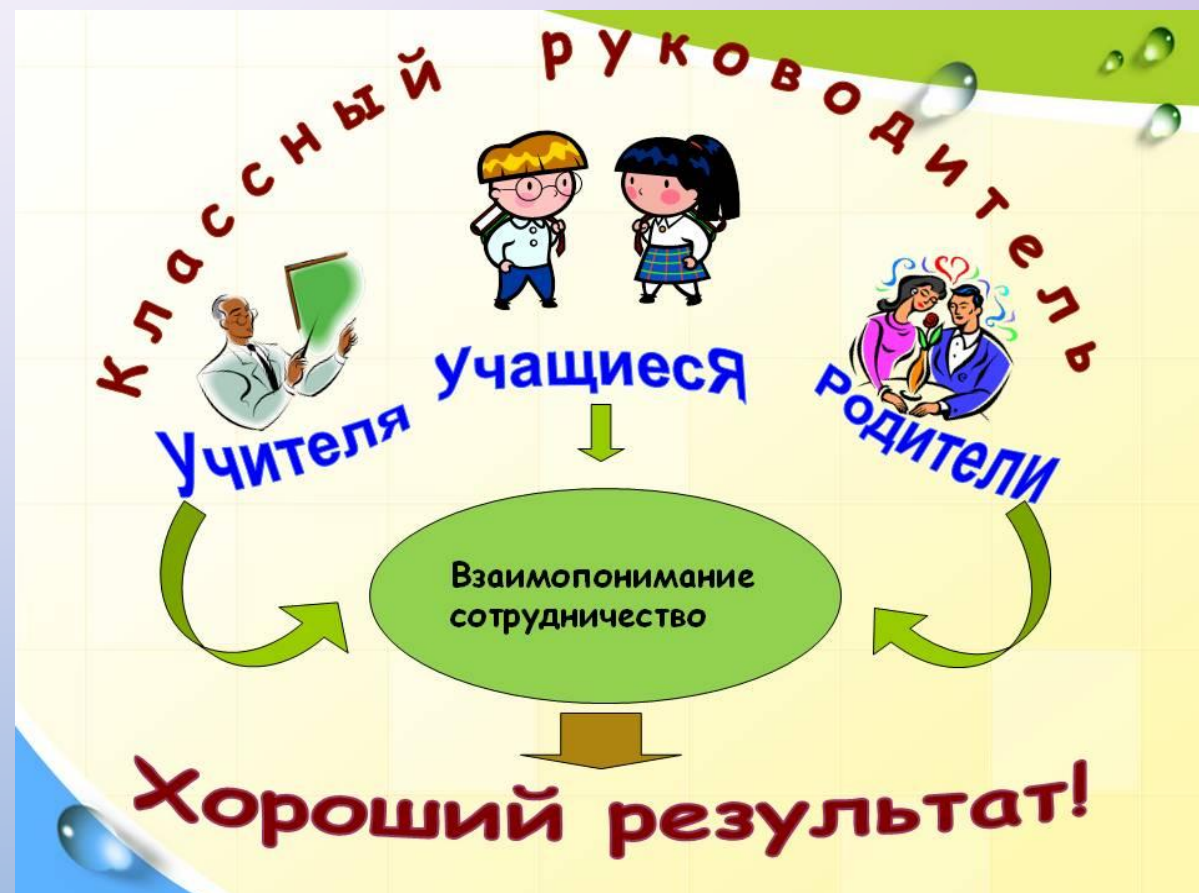 Классный руководитель
Учителя
УчащиесЯ
РодителИ
Взаимопонимание
сотрудничество
Хороший результат!